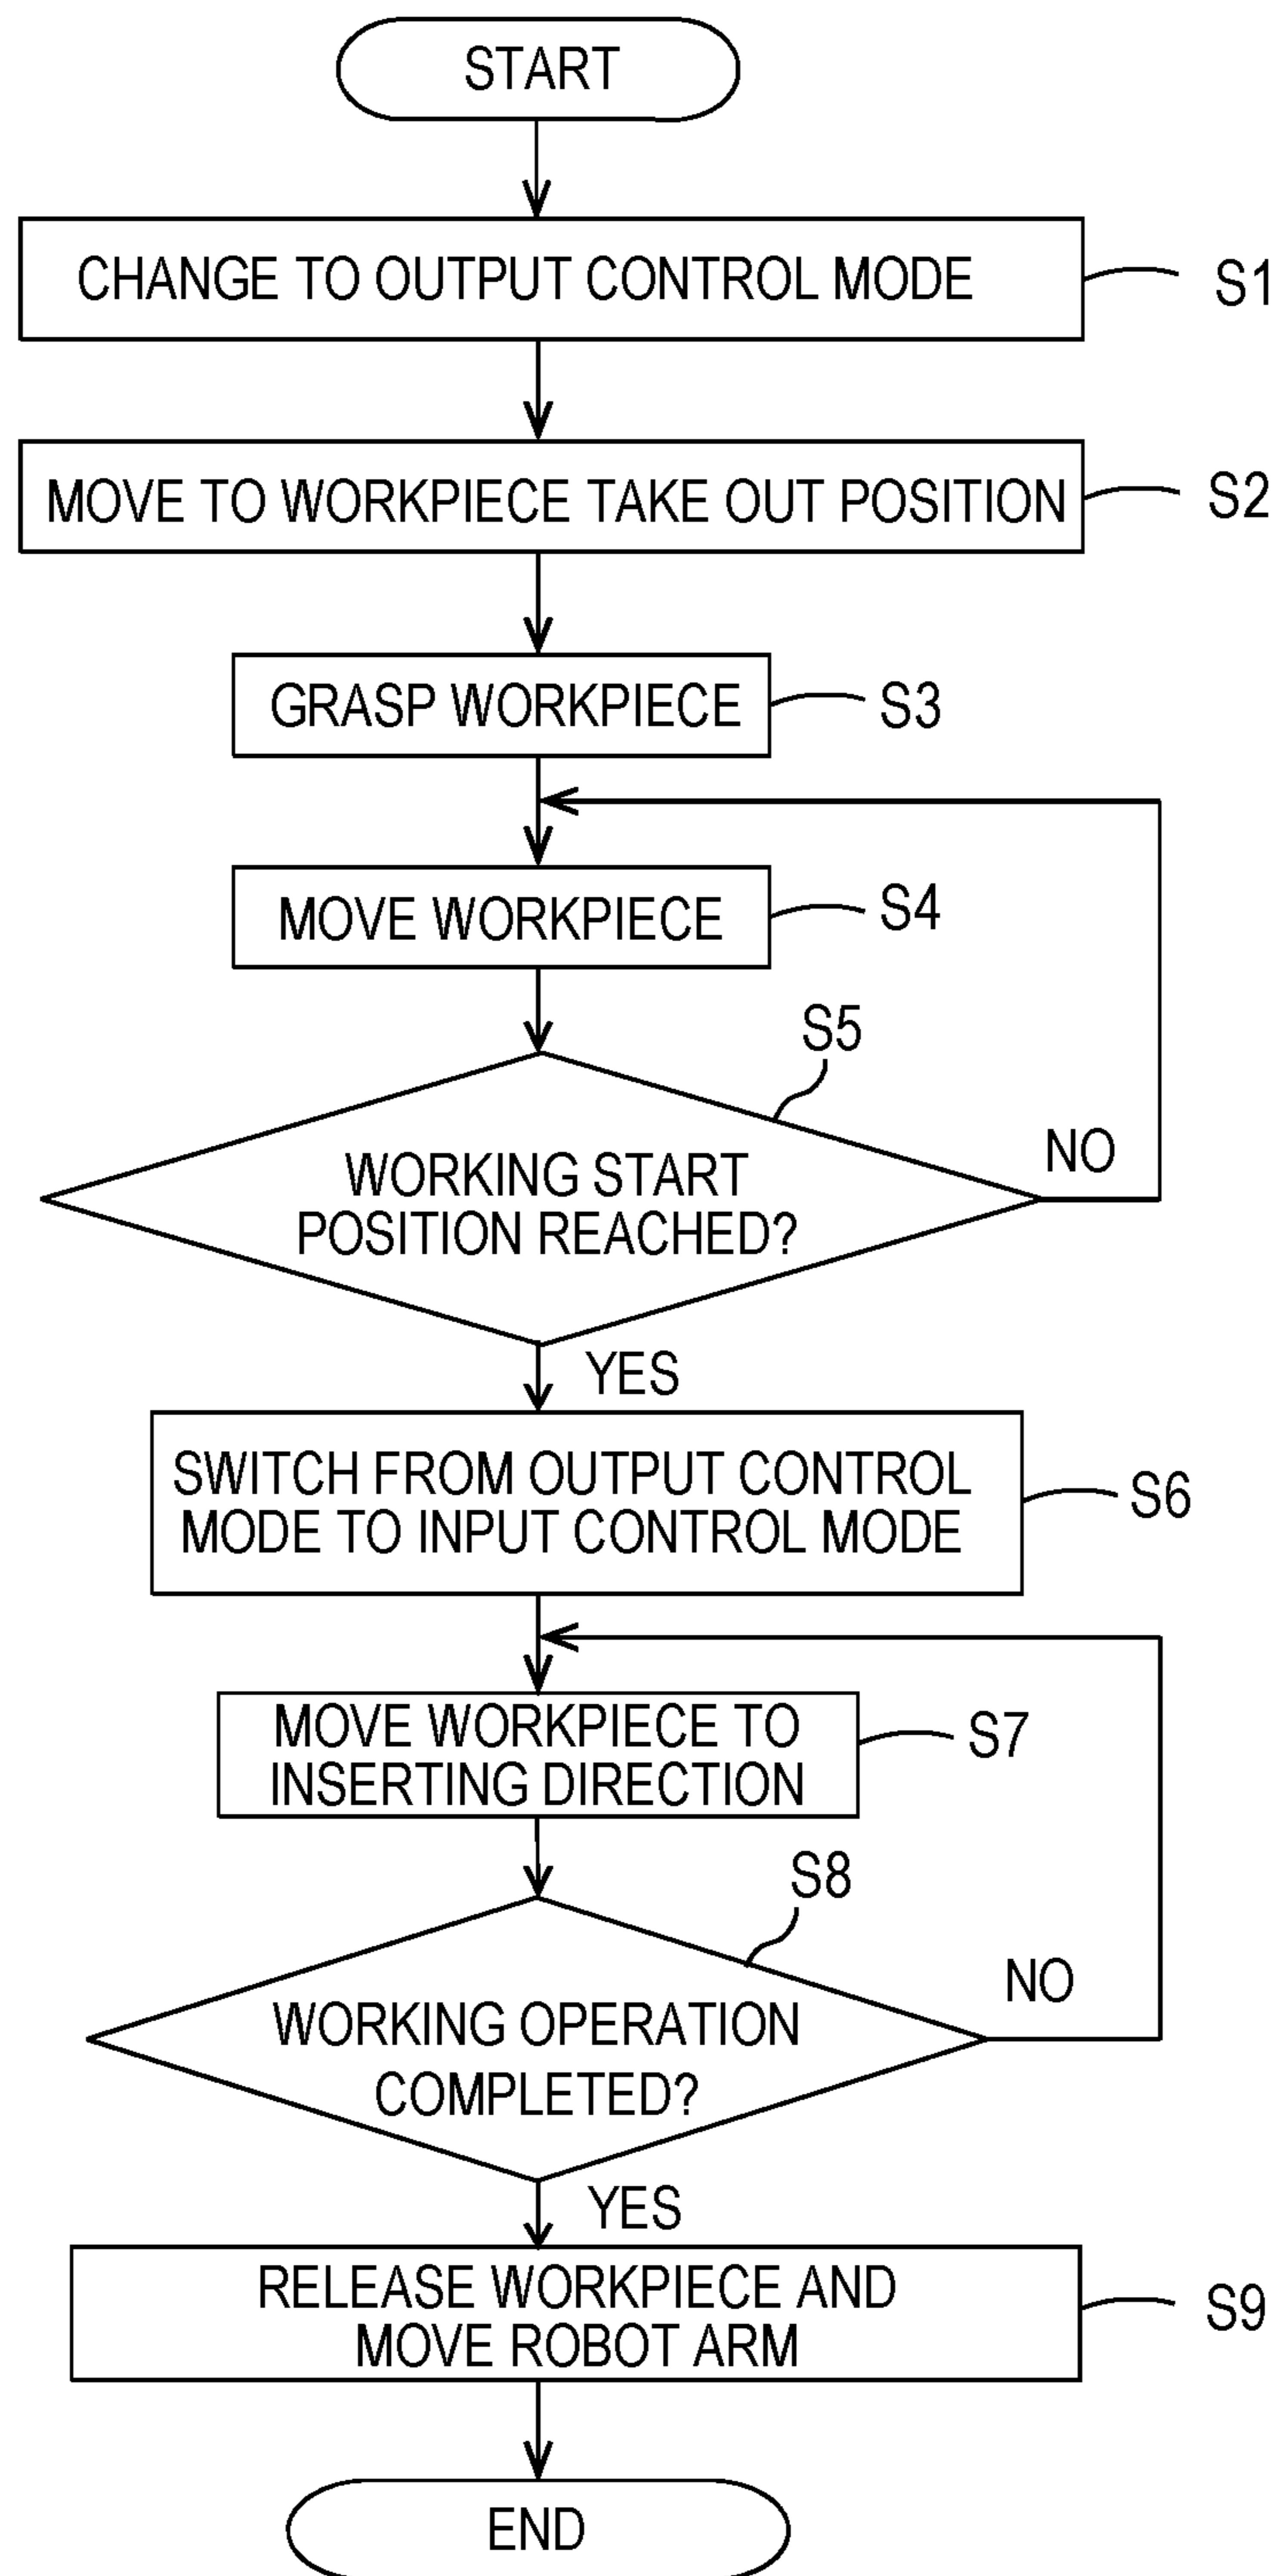 START
CHANGE TO OUTPUT CONTROL MODE
S1
MOVE TO WORKPIECE TAKE OUT POSITION
S2
GRASP WORKPIECE
S3
MOVE WORKPIECE
S4
S5
WORKING START
POSITION REACHED?
NO
YES
SWITCH FROM OUTPUT CONTROL
MODE TO INPUT CONTROL MODE
S6
MOVE WORKPIECE TO
INSERTING DIRECTION
S7
S8
WORKING OPERATION
COMPLETED?
NO
YES
RELEASE WORKPIECE AND
MOVE ROBOT ARM
S9
END